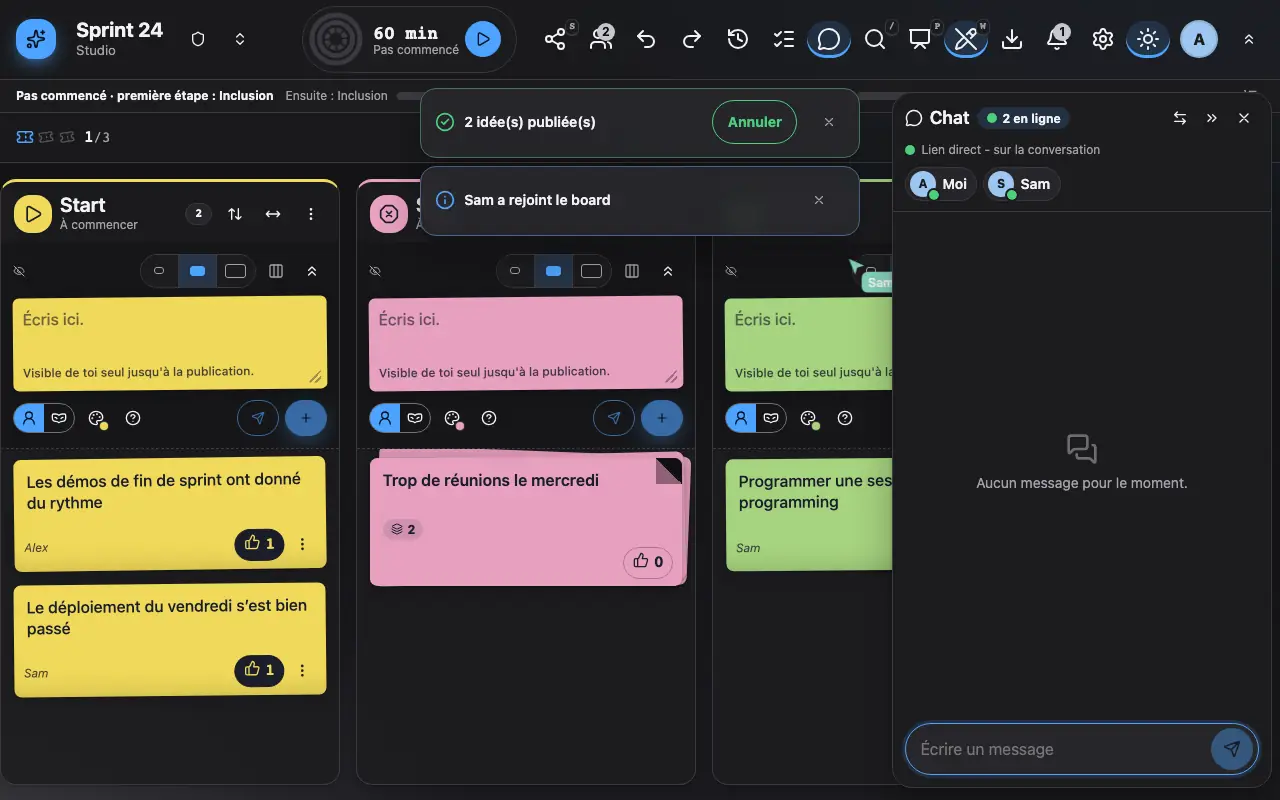 Sprint 24
Studio
60 min
Pas commencé
S
2
/
P
W
1
A
Pas commencé · première étape : Inclusion
Ensuite : Inclusion
1/3
2 idée(s) publiée(s)
Annuler
Sam a rejoint le board
Chat
2 en ligne
Lien direct - sur la conversation
A
Moi
S
Sam
Start
À commencer
2
Écris ici.
Visible de toi seul jusqu'à la publication.
Les démos de fin de sprint ont donné
du rythme
Alex
1
Le déploiement du vendredi s'est bien
passé
Sam
1
Écris ici.
Visible de toi seul jusqu'à la publication.
Trop de réunions le mercredi
2
0
Sam
Écris ici.
Visible de toi seul jusqu'à
Programmer une
programming
Sam
Aucun message pour le moment.
Écrire un message